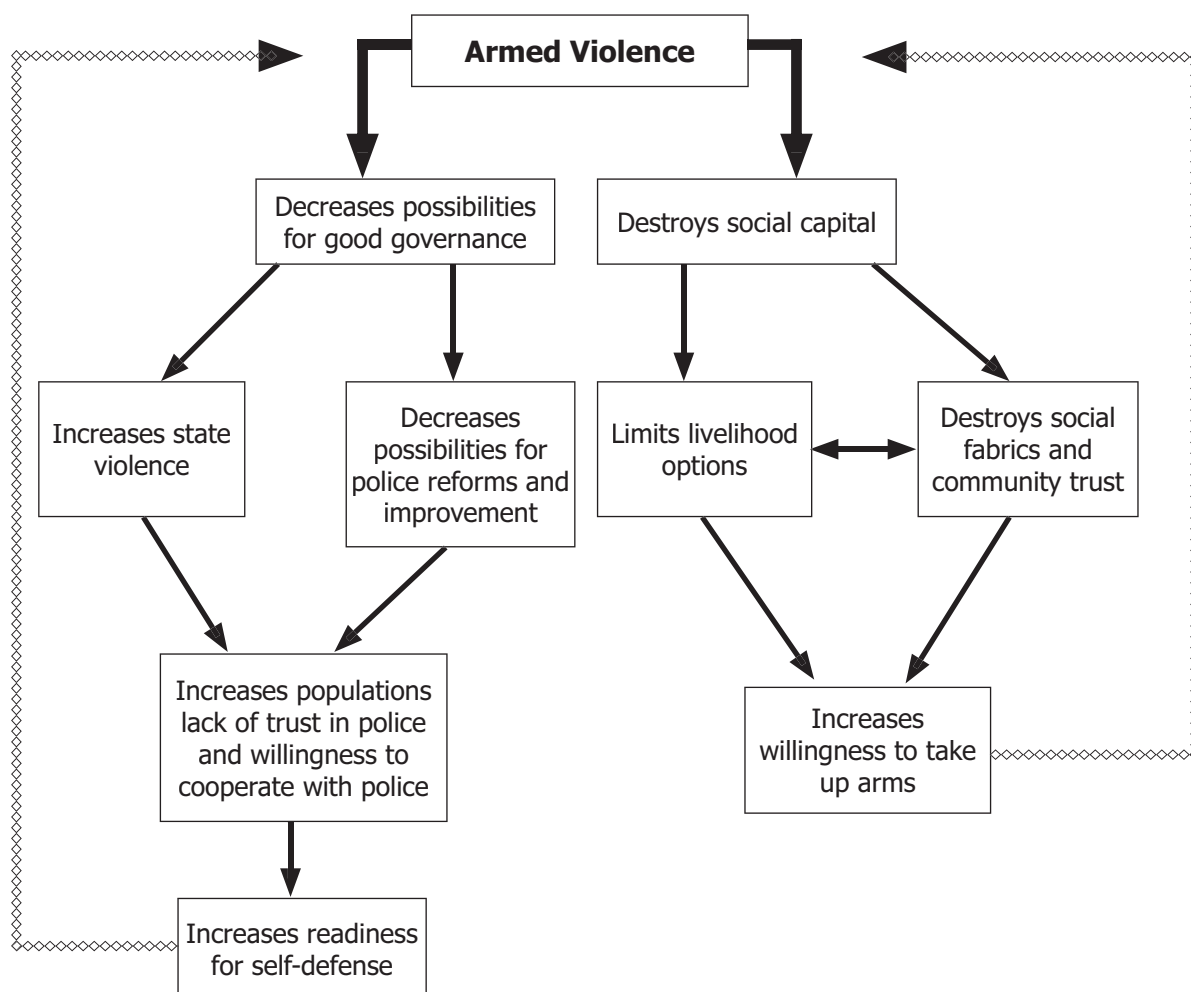 Armed Violence
Decreases possibilities
for good governance
Destroys social capital
Increases state
violence
Decreases
possibilities for
police reforms and
improvement
Limits livelihood
options
Destroys social
fabrics and
community trust
Increases populations
lack of trust in police
and willingness to
cooperate with police
Increases
willingness to take
up arms
Increases readiness
for self-defense